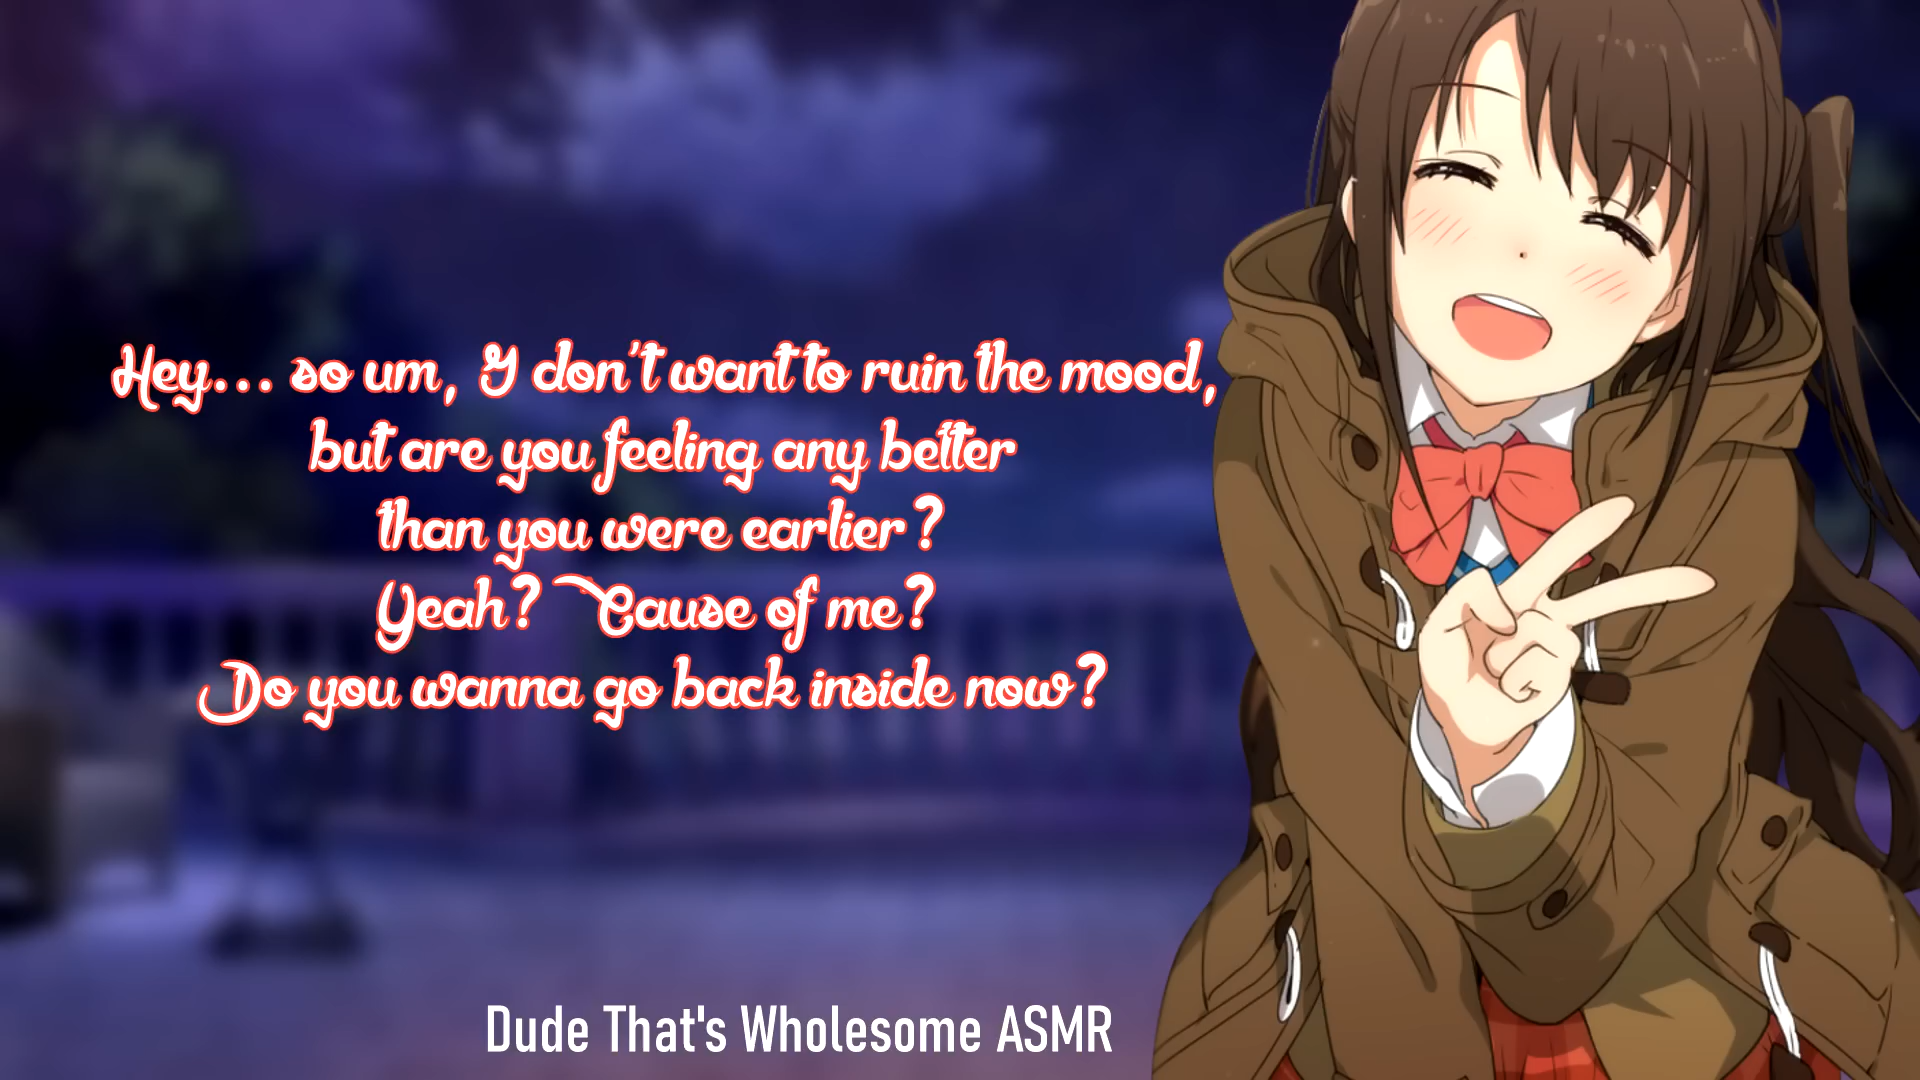 Hey... so um, I don't want to ruin the mood,
but are you feeling any better
than you were earlier?
Yeah? 'Cause of me?
Do you wanna go back inside now?
Dude That's Wholesome ASMR